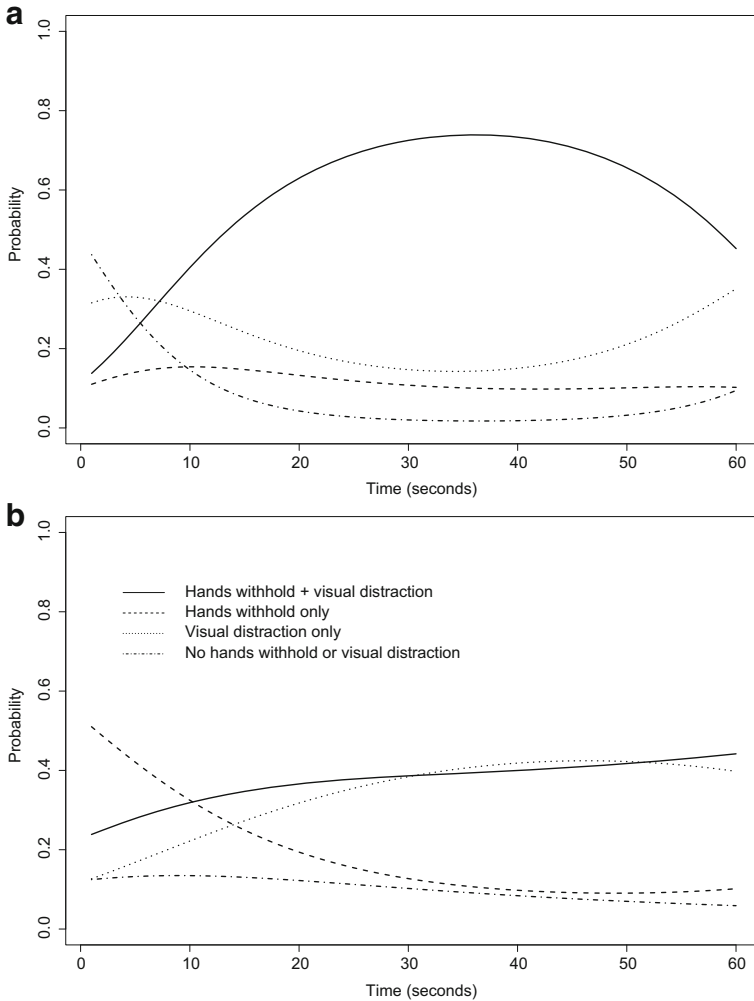 a
1.0
0.8
0.6
0.4
0.2
0.0
Probability
0 10 20 30 40 50 60
Time (seconds)
b
1.0
0.8
0.6
0.4
0.2
0.0
Probability
Hands withhold + visual distraction
Hands withhold only
Visual distraction only
No hands withhold or visual distraction
0 10 20 30 40 50 60
Time (seconds)